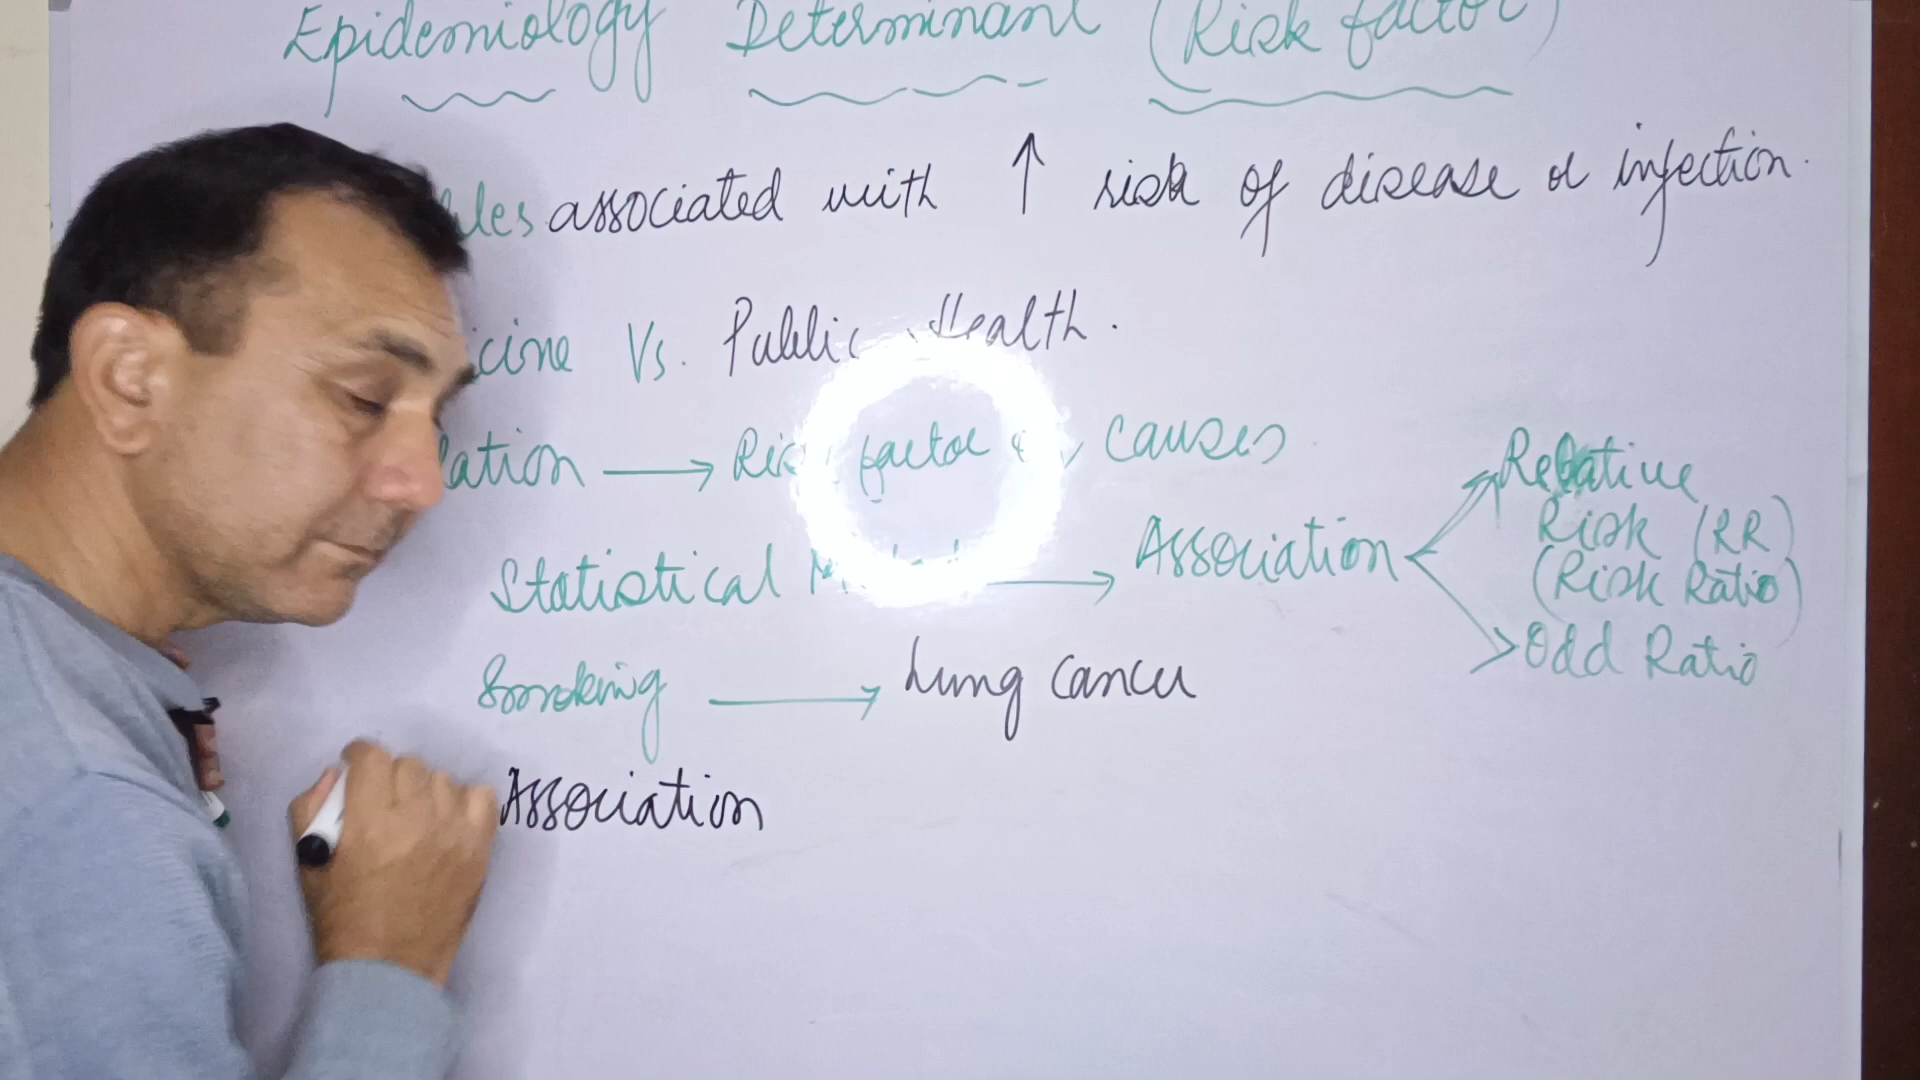 Epidemiology Determinant (Risk factor)
associated with ↑ risk of disease or infection.
Vs. Public Health.
→ Risk factor & causes
Statistical → Association
Relative
Risk (RR)
(Risk Ratio)
Odd Ratio
Smoking → Lung Cancer
Association